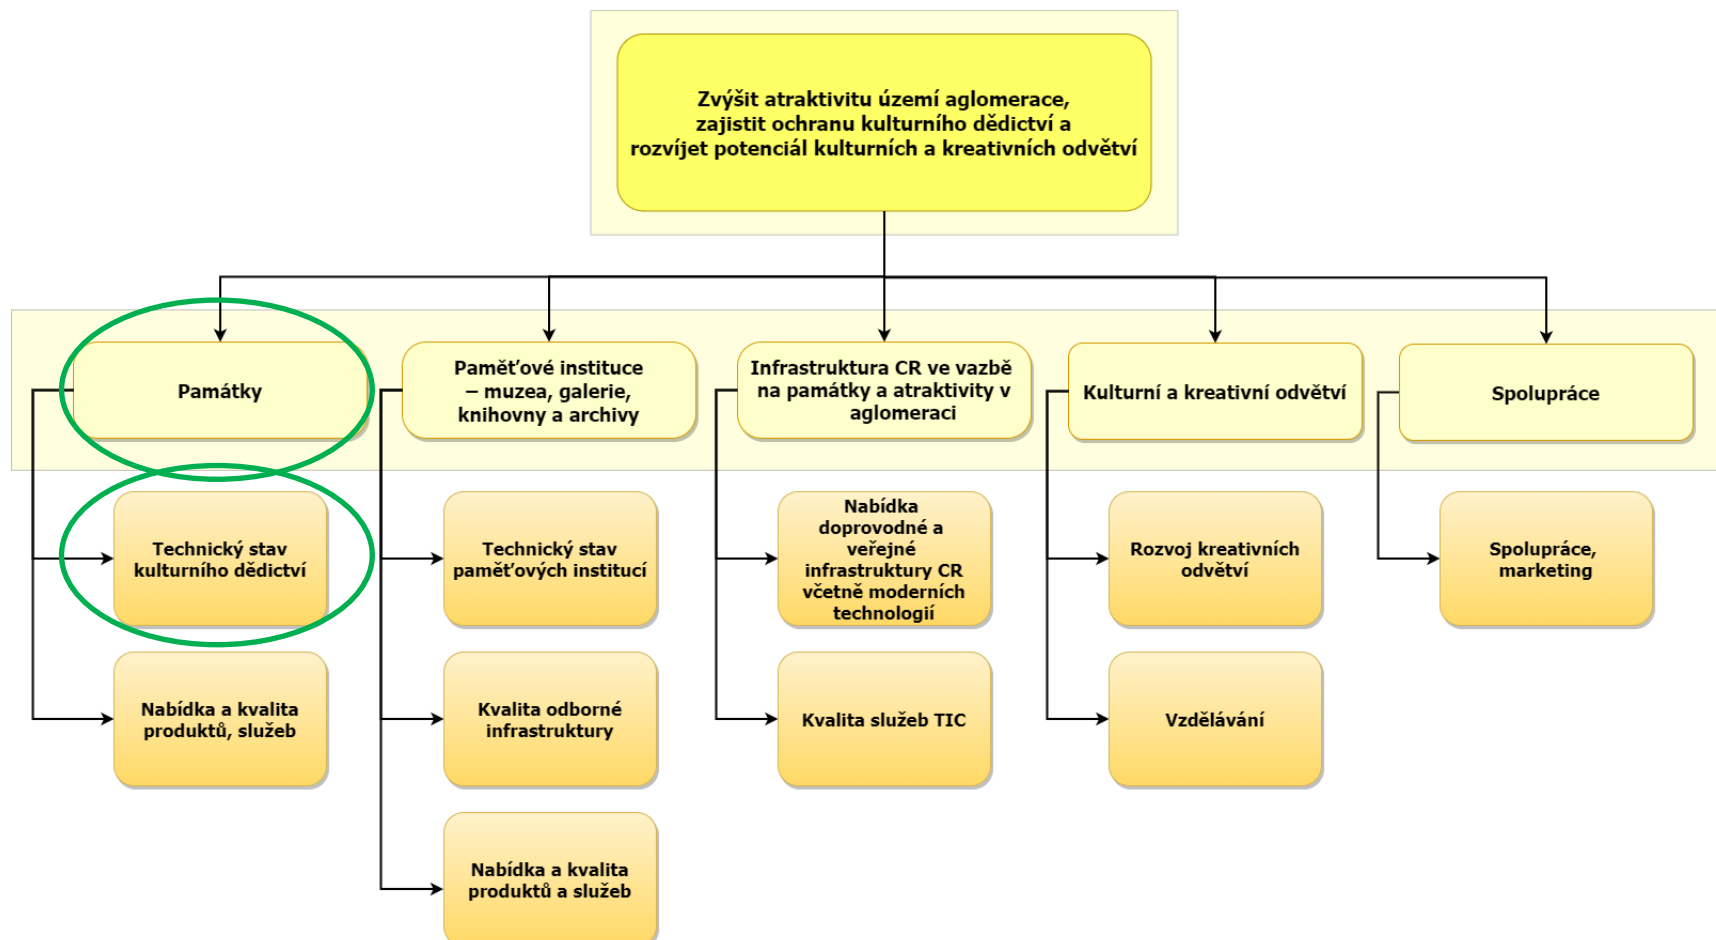 Zvýšit atraktivitu území aglomerace,
zajistit ochranu kulturního dědictví a
rozvíjet potenciál kulturních a kreativních odvětví
Památky
Paměťové instituce
– muzea, galerie,
knihovny a archivy
Infrastruktura CR ve vazbě
na památky a atraktivity v
aglomeraci
Kulturní a kreativní odvětví
Spolupráce
Technický stav
kulturního dědictví
Technický stav
paměťových institucí
Nabídka
doprovodné a
veřejné
infrastruktury CR
včetně moderních
technologií
Rozvoj kreativních
odvětví
Spolupráce,
marketing
Nabídka a kvalita
produktů, služeb
Kvalita odborné
infrastruktury
Kvalita služeb TIC
Vzdělávání
Nabídka a kvalita
produktů a služeb